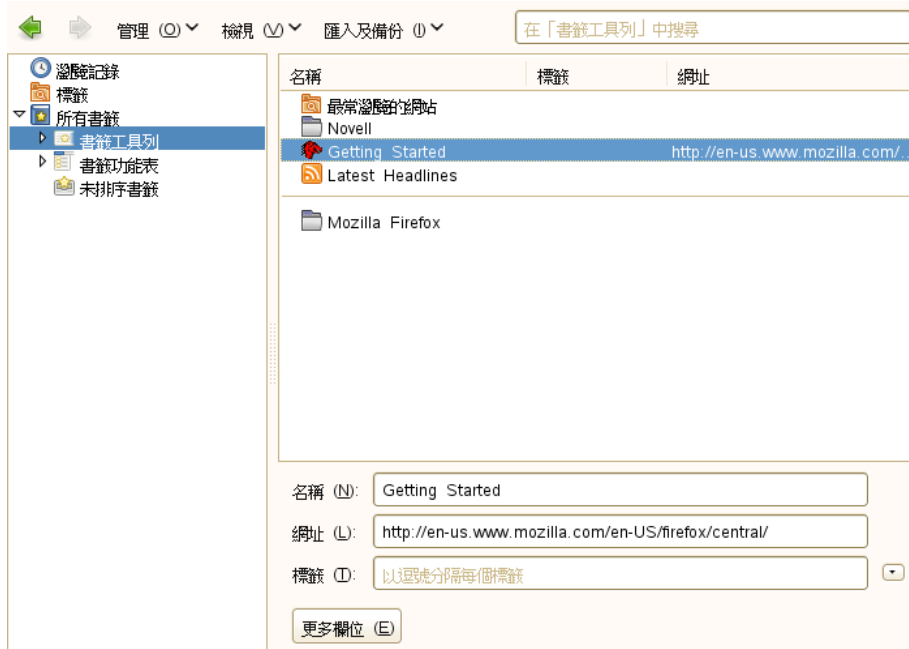 管理 (O) 檢視 (V) 匯入及備份 (I) 在「書籤工具列」中搜尋
瀏覽記錄
標籤
所有書籤
書籤工具列
書籤功能表
未排序書籤
名稱 標籤 網址
最常瀏覽的網站
Novell
Getting Started http://en-us.www.mozilla.com/...
Latest Headlines
Mozilla Firefox
名稱 (N): Getting Started
網址 (L): http://en-us.www.mozilla.com/en-US/firefox/central/
標籤 (T): 以逗號分隔每個標籤
更多欄位 (E)